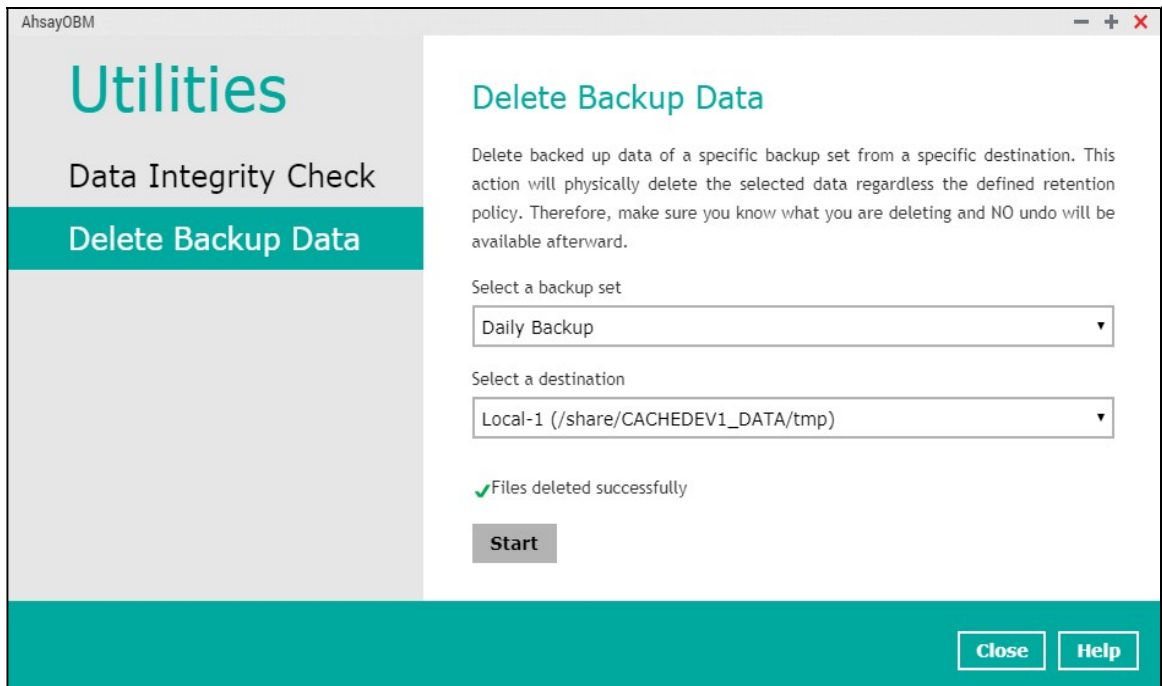 AhsayOBM
Utilities
Data Integrity Check
Delete Backup Data
Delete Backup Data
Delete backed up data of a specific backup set from a specific destination. This
action will physically delete the selected data regardless the defined retention
policy. Therefore, make sure you know what you are deleting and NO undo will be
available afterward.
Select a backup set
Daily Backup
Select a destination
Local-1 (/share/CACHEDEV1_DATA/tmp)
Files deleted successfully
Start
Close
Help